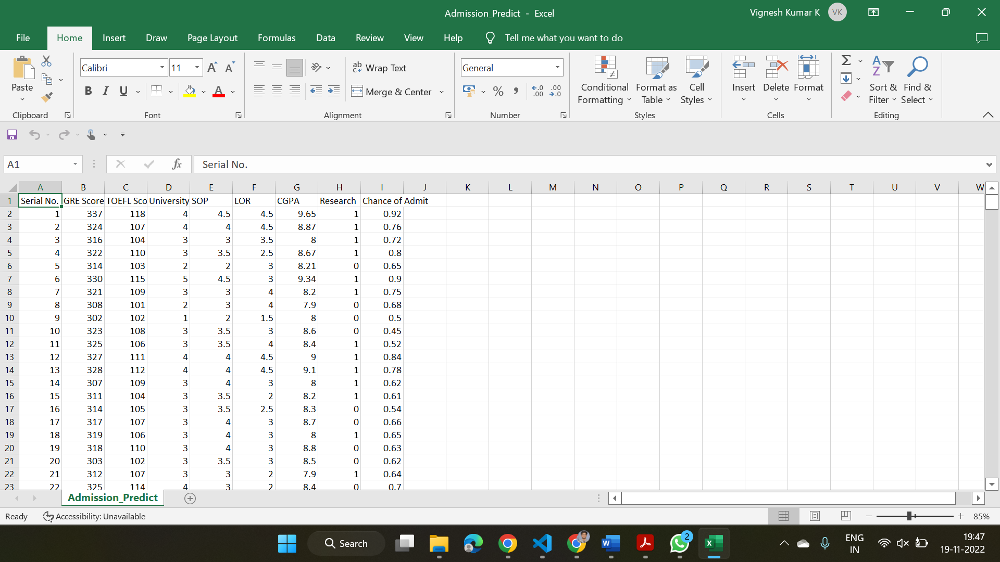 Admission_Predict - Excel
Vignesh Kumar K
VK
File Home Insert Draw Page Layout Formulas Data Review View Help Tell me what you want to do
Paste
Clipboard
Calibri 11
B I U
Font
Wrap Text
Merge & Center
Alignment
General
Number
Conditional Formatting
Format as Table
Cell Styles
Styles
Insert Delete Format
Cells
Sort & Filter
Find & Select
Editing
A1 fx Serial No.
A B C D E F G H I J K L M N O P Q R S T U V W
1 Serial No. GRE Score TOEFL Sco University SOP LOR CGPA Research Chance of Admit
2 1 337 118 4 4.5 4.5 9.65 1 0.92
3 2 324 107 4 4 4.5 8.87 1 0.76
4 3 316 104 3 3 3.5 8 1 0.72
5 4 322 110 3 3.5 2.5 8.67 1 0.8
6 5 314 103 2 2 3 8.21 0 0.65
7 6 330 115 5 4.5 3 9.34 1 0.9
8 7 321 109 3 3 4 8.2 1 0.75
9 8 308 101 2 3 4 7.9 0 0.68
10 9 302 102 1 2 1.5 8 0 0.5
11 10 323 108 3 3.5 3 8.6 0 0.45
12 11 325 106 3 3.5 4 8.4 1 0.52
13 12 327 111 4 4 4.5 9 1 0.84
14 13 328 112 4 4 4.5 9.1 1 0.78
15 14 307 109 3 4 3 8 1 0.62
16 15 311 104 3 3.5 2 8.2 1 0.61
17 16 314 105 3 3.5 2.5 8.3 0 0.54
18 17 317 107 3 4 3 8.7 0 0.66
19 18 319 106 3 4 3 8 1 0.65
20 19 318 110 3 4 3 8.8 0 0.63
21 20 303 102 3 3.5 3 8.5 0 0.62
22 21 312 107 3 3 2 7.9 1 0.64
23 22 325 114 4 3 2 8.4 0 0.7
Admission_Predict
Ready Accessibility: Unavailable
85%
Search
2
ENG
IN
19:47
19-11-2022